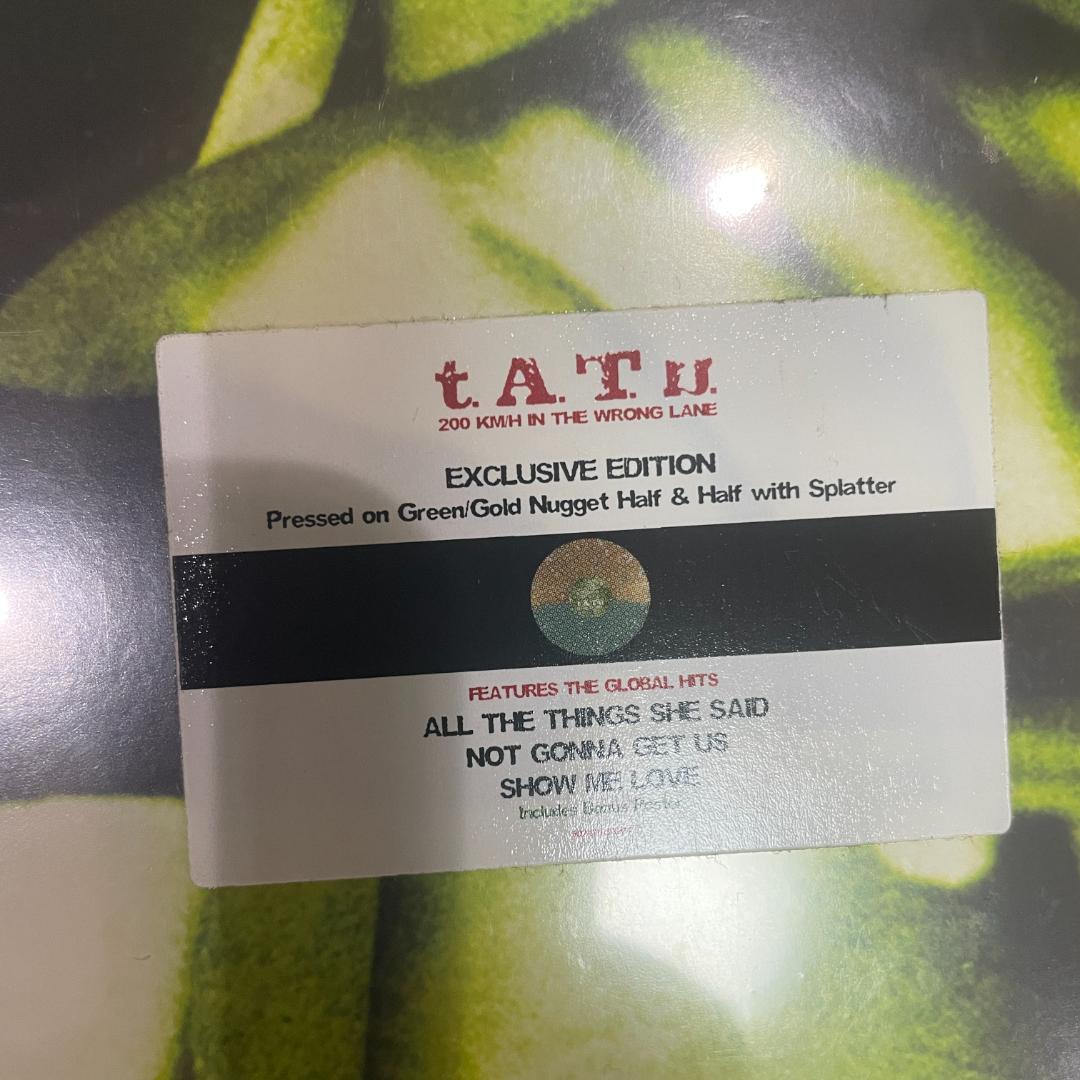 t.A.T.u.
200 KM/H IN THE WRONG LANE
EXCLUSIVE EDITION
Pressed on Green/Gold Nugget Half & Half with Splatter
t.A.T.u.
FEATURES THE GLOBAL HITS
ALL THE THINGS SHE SAID
NOT GONNA GET US
SHOW ME LOVE
Includes Bonus Poster